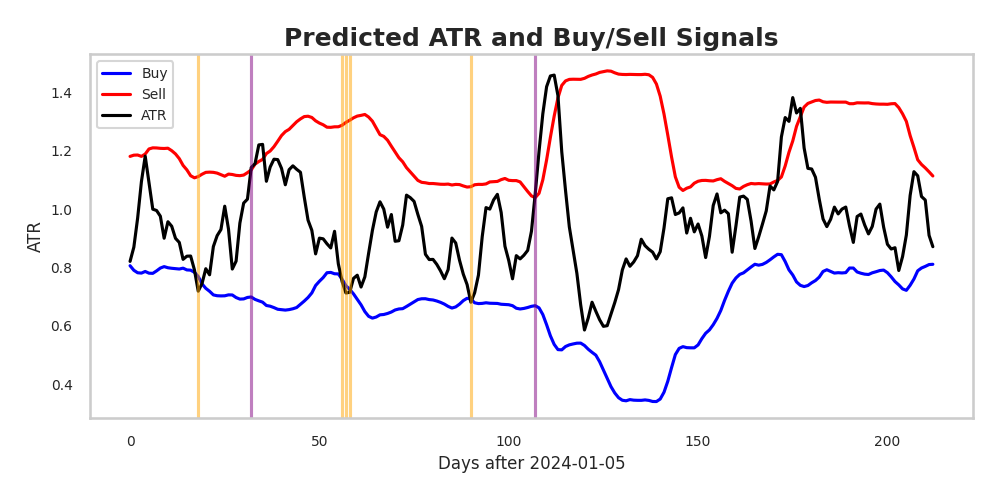 Predicted ATR and Buy/Sell Signals
Buy
Sell
ATR
1.4
1.2
1.0
0.8
0.6
0.4
ATR
0 50 100 150 200
Days after 2024-01-05